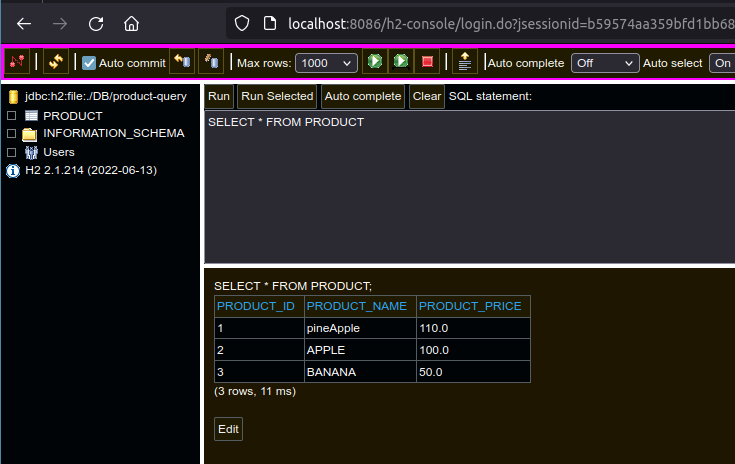 localhost:8086/h2-console/login.do?jsessionid=b59574aa359bfd1bb68
Auto commit Max rows: 1000 Auto complete Off Auto select On
jdbc:h2:file:./DB/product-query
PRODUCT
INFORMATION_SCHEMA
Users
H2 2.1.214 (2022-06-13)
Run Run Selected Auto complete Clear SQL statement:
SELECT * FROM PRODUCT
SELECT * FROM PRODUCT;
PRODUCT_ID PRODUCT_NAME PRODUCT_PRICE
1 pineApple 110.0
2 APPLE 100.0
3 BANANA 50.0
(3 rows, 11 ms)
Edit